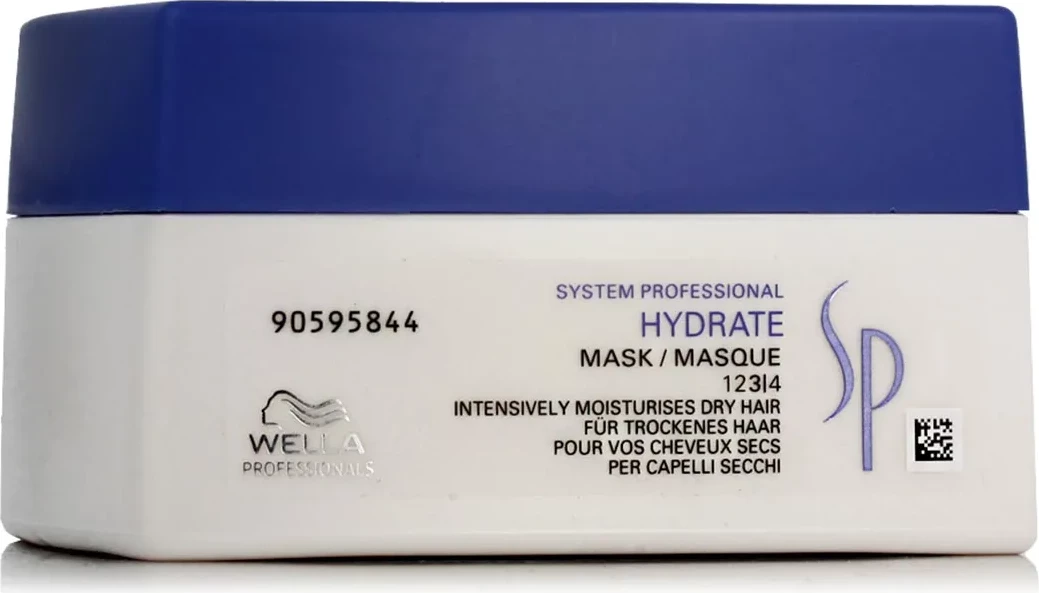 90595844
WELLA
PROFESSIONALS
SYSTEM PROFESSIONAL
HYDRATE
MASK / MASQUE
123|4
INTENSIVELY MOISTURISES DRY HAIR
FÜR TROCKENES HAAR
POUR VOS CHEVEUX SECS
PER CAPELLI SECCHI
SP